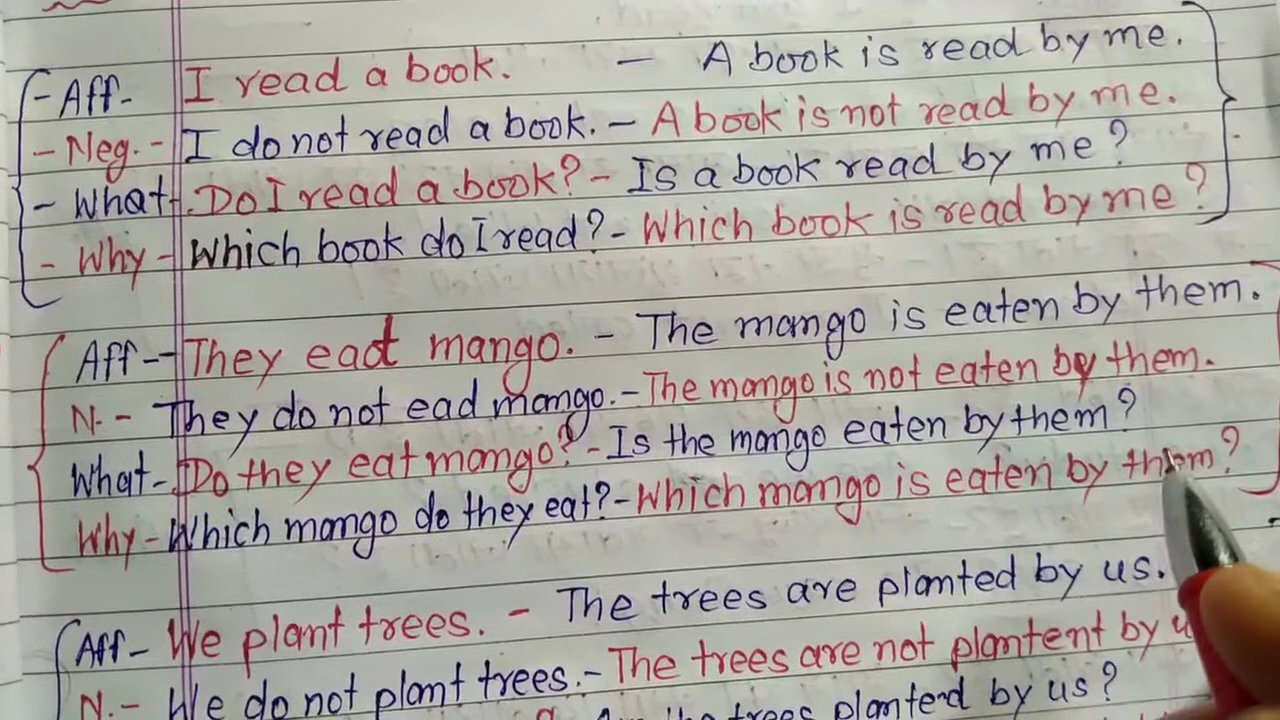 - Aff- I read a book. - A book is read by me.
- Neg.- I do not read a book. - A book is not read by me.
- What- Do I read a book? - Is a book read by me?
- Why - Which book do I read? - Which book is read by me?
Aff- They eat mango. - The mango is eaten by them.
N. - They do not ead mango. - The mango is not eaten by them.
What- Do they eat mango? - Is the mango eaten by them?
Why - Which mango do they eat? - Which mango is eaten by them?
Aff- We plant trees. - The trees are planted by us.
N. - We do not plant trees. - The trees are not plantent by
trees planted by us?